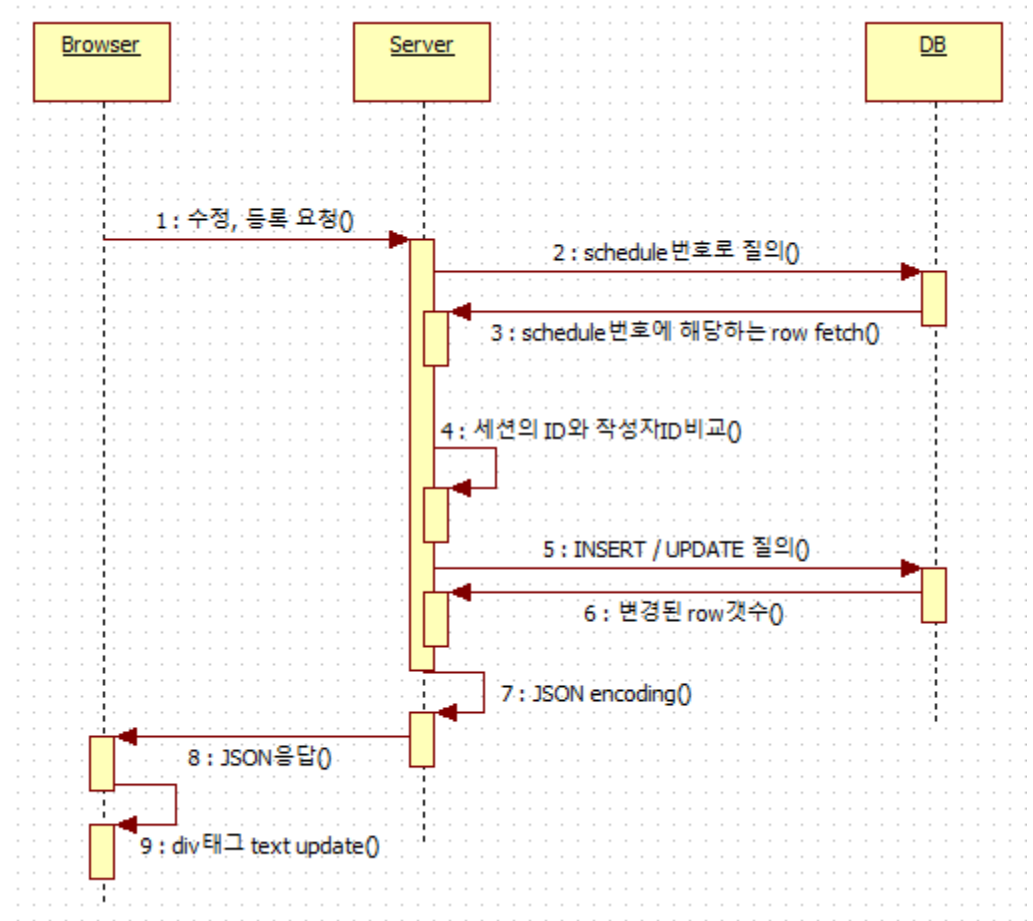 Browser
Server
DB
1 : 수정, 등록 요청()
2 : schedule번호로 질의()
3 : schedule번호에 해당하는 row fetch()
4 : 세션의 ID와 작성자ID비교()
5 : INSERT / UPDATE 질의()
6 : 변경된 row갯수()
7 : JSON encoding()
8 : JSON응답()
9 : div태그 text update()